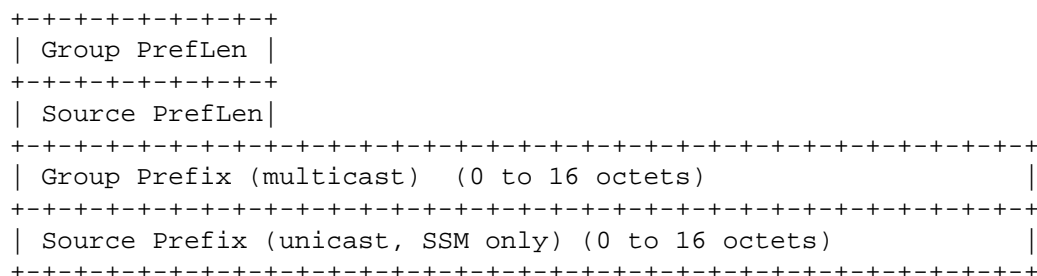 +-+-+-+-+-+-+-+-+
| Group PrefLen |
+-+-+-+-+-+-+-+-+
| Source PrefLen|
+-+-+-+-+-+-+-+-+-+-+-+-+-+-+-+-+-+-+-+-+-+-+-+-+-+-+-+-+-+-+-+-+
| Group Prefix (multicast)  (0 to 16 octets)                    |
+-+-+-+-+-+-+-+-+-+-+-+-+-+-+-+-+-+-+-+-+-+-+-+-+-+-+-+-+-+-+-+-+
| Source Prefix (unicast, SSM only) (0 to 16 octets)            |
+-+-+-+-+-+-+-+-+-+-+-+-+-+-+-+-+-+-+-+-+-+-+-+-+-+-+-+-+-+-+-+-+